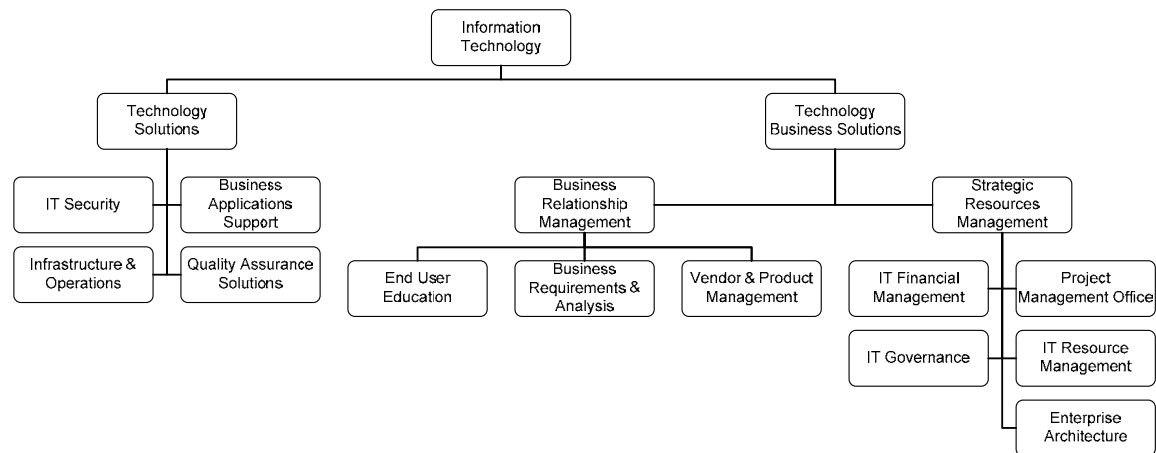 Information
Technology
Technology
Solutions
Technology
Business Solutions
IT Security
Business
Applications
Support
Business
Relationship
Management
Strategic
Resources
Management
Infrastructure &
Operations
Quality Assurance
Solutions
End User
Education
Business
Requirements &
Analysis
Vendor & Product
Management
IT Financial
Management
Project
Management Office
IT Governance
IT Resource
Management
Enterprise
Architecture